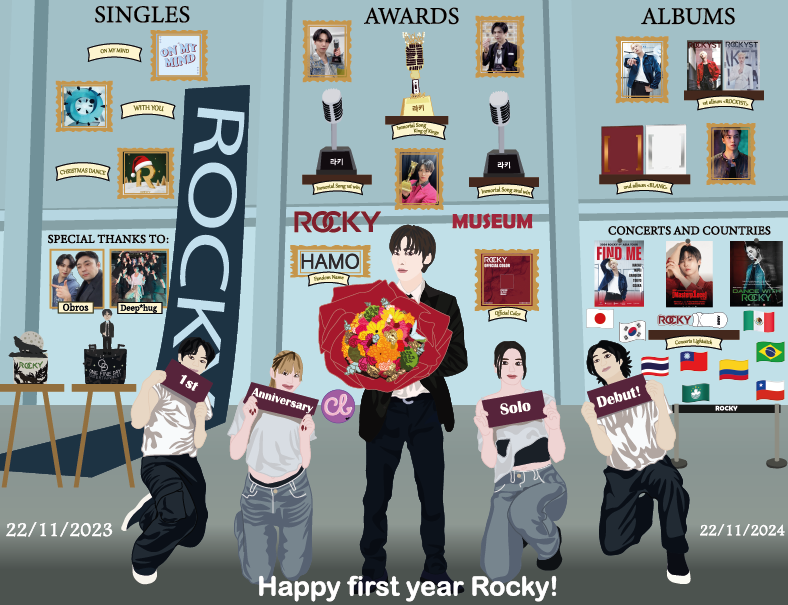 SINGLES
AWARDS
ALBUMS
ON MY MIND
ON MY
MIND
WITH YOU
CHRISTMAS DANCE
R
ROCKY
Immortal Song
King of Kings
라키
라키
라키
Immortal Song 1st win
Immortal Song 2nd win
ROCKYST
ROCKYST
1st album «ROCKYST»
2nd album «BLANK»
SPECIAL THANKS TO:
Obros
Deep*hug
ROCKY
ROCKY MUSEUM
HAMO
Fandom Name
ROCKY
OFFICIAL COLOR
Official Color
CONCERTS AND COUNTRIES
FIND ME
DANCE WITH
ROCKY
ROCKY
Concerts Lightstick
ROCKY
1st
Anniversary
Solo
Debut!
22/11/2023
22/11/2024
Happy first year Rocky!